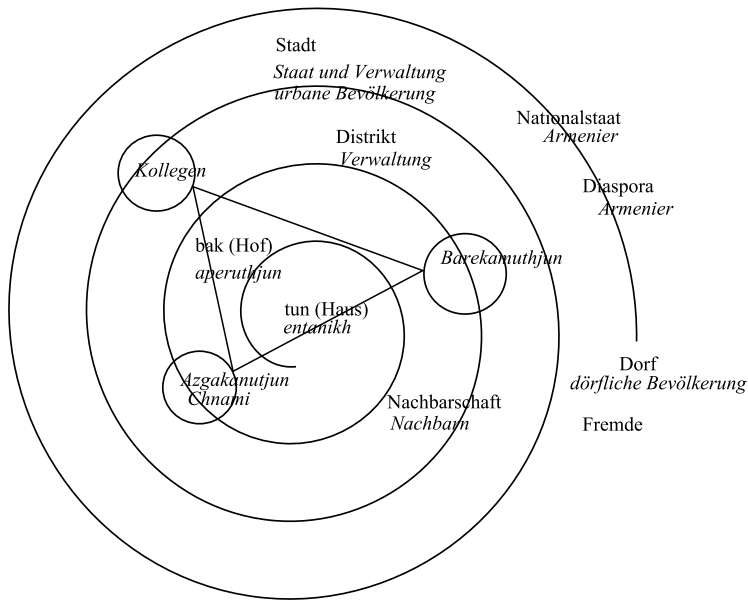 Stadt
Staat und Verwaltung
urbane Bevölkerung
Nationalstaat
Armenier
Distrikt
Verwaltung
Kollegen
Diaspora
Armenier
bak (Hof)
aperuthjun
Barekamuthjun
tun (Haus)
entanikh
Dorf
dörfliche Bevölkerung
Azgakanutjun
Chnami
Nachbarschaft
Nachbarn
Fremde